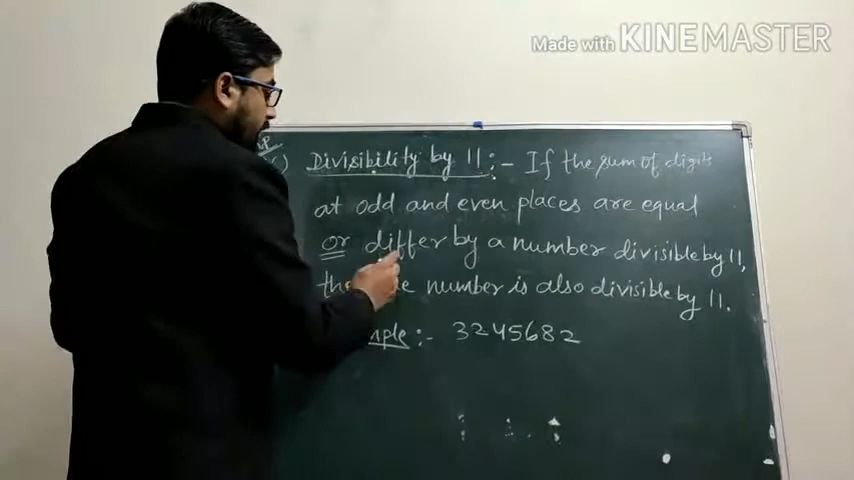 Made with KINEMASTER
) Divisibility by 11 :- If the sum of digits
at odd and even places are equal
or differ by a number divisible by 11,
the number is also divisible by 11.
:- 3245682